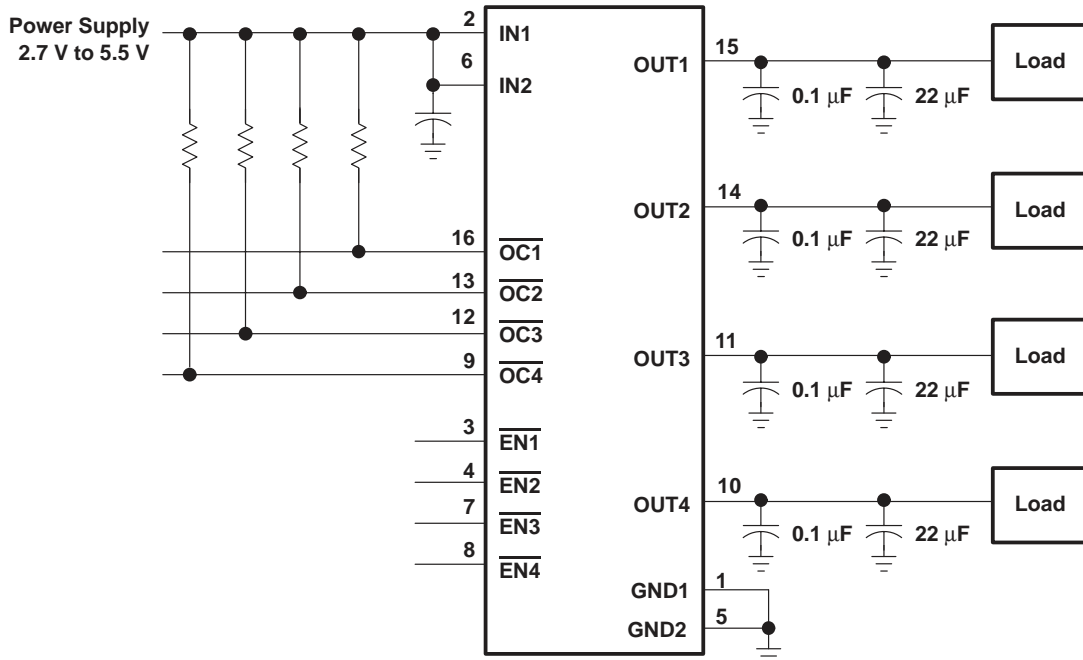 Power Supply
2.7 V to 5.5 V
2
IN1
6
IN2
16
OC1
13
OC2
12
OC3
9
OC4
3
EN1
4
EN2
7
EN3
8
EN4
15
OUT1
0.1 μF
22 μF
Load
14
OUT2
0.1 μF
22 μF
Load
11
OUT3
0.1 μF
22 μF
Load
10
OUT4
0.1 μF
22 μF
Load
GND1
1
GND2
5